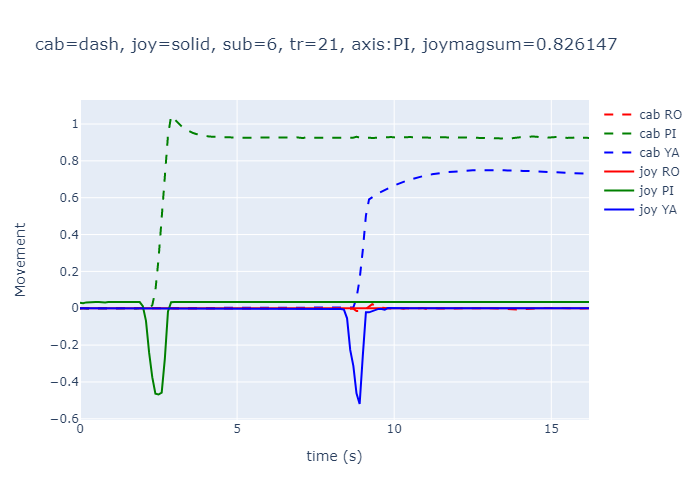 cab=dash, joy=solid, sub=6, tr=21, axis:PI, joymagsum=0.826147
cab RO
cab PI
cab YA
joy RO
joy PI
joy YA
Movement
1
0.8
0.6
0.4
0.2
0
−0.2
−0.4
−0.6
0
5
10
15
time (s)